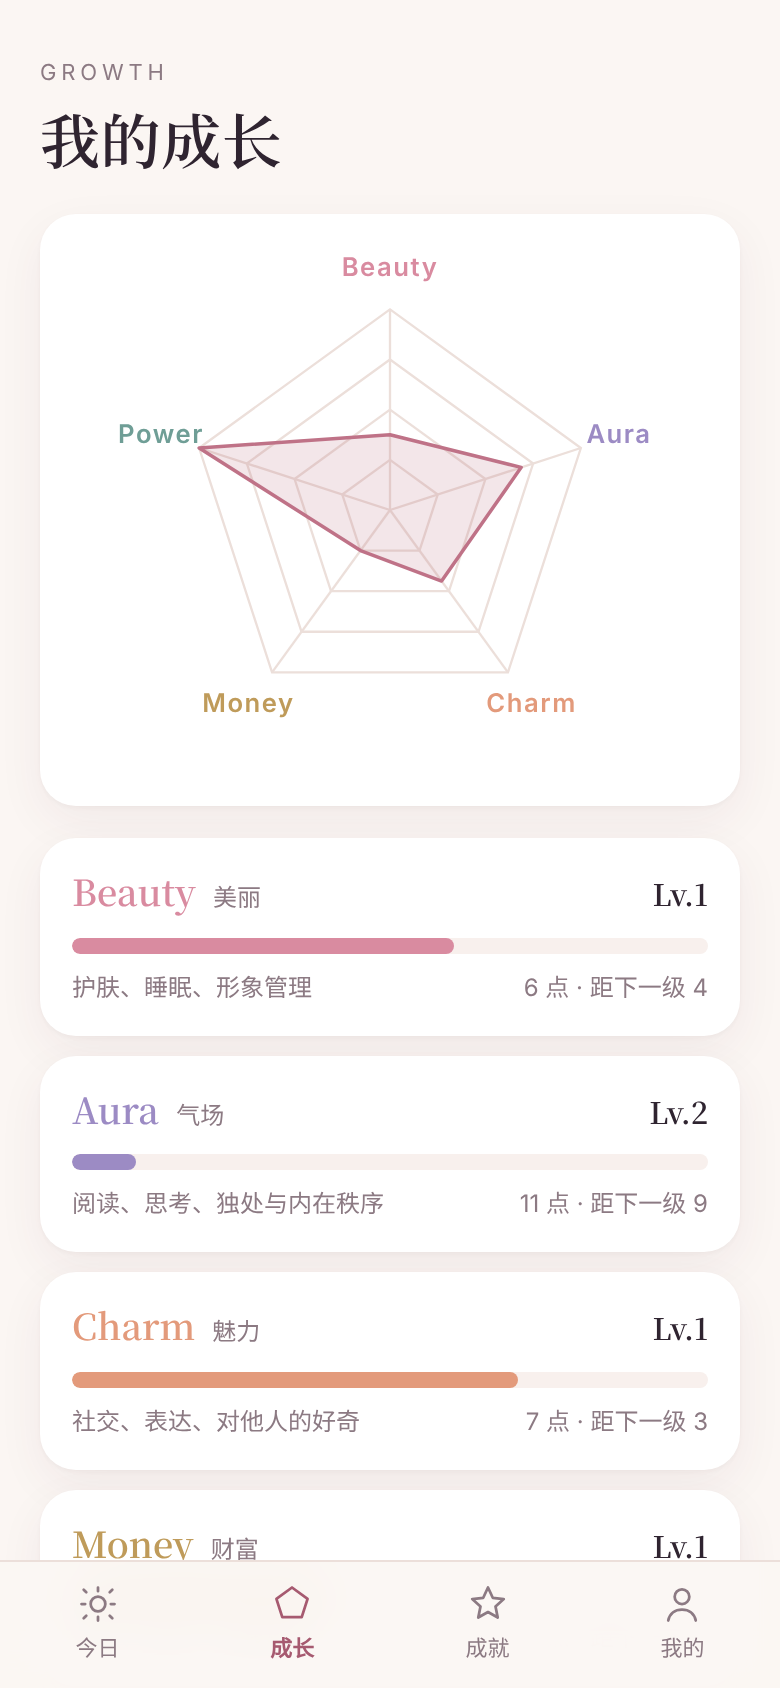 GROWTH
我的成长
Beauty
Power
Aura
Money
Charm
Beauty 美丽 Lv.1
护肤、睡眠、形象管理 6 点 · 距下一级 4
Aura 气场 Lv.2
阅读、思考、独处与内在秩序 11 点 · 距下一级 9
Charm 魅力 Lv.1
社交、表达、对他人的好奇 7 点 · 距下一级 3
Money 财富 Lv.1
今日 成长 成就 我的